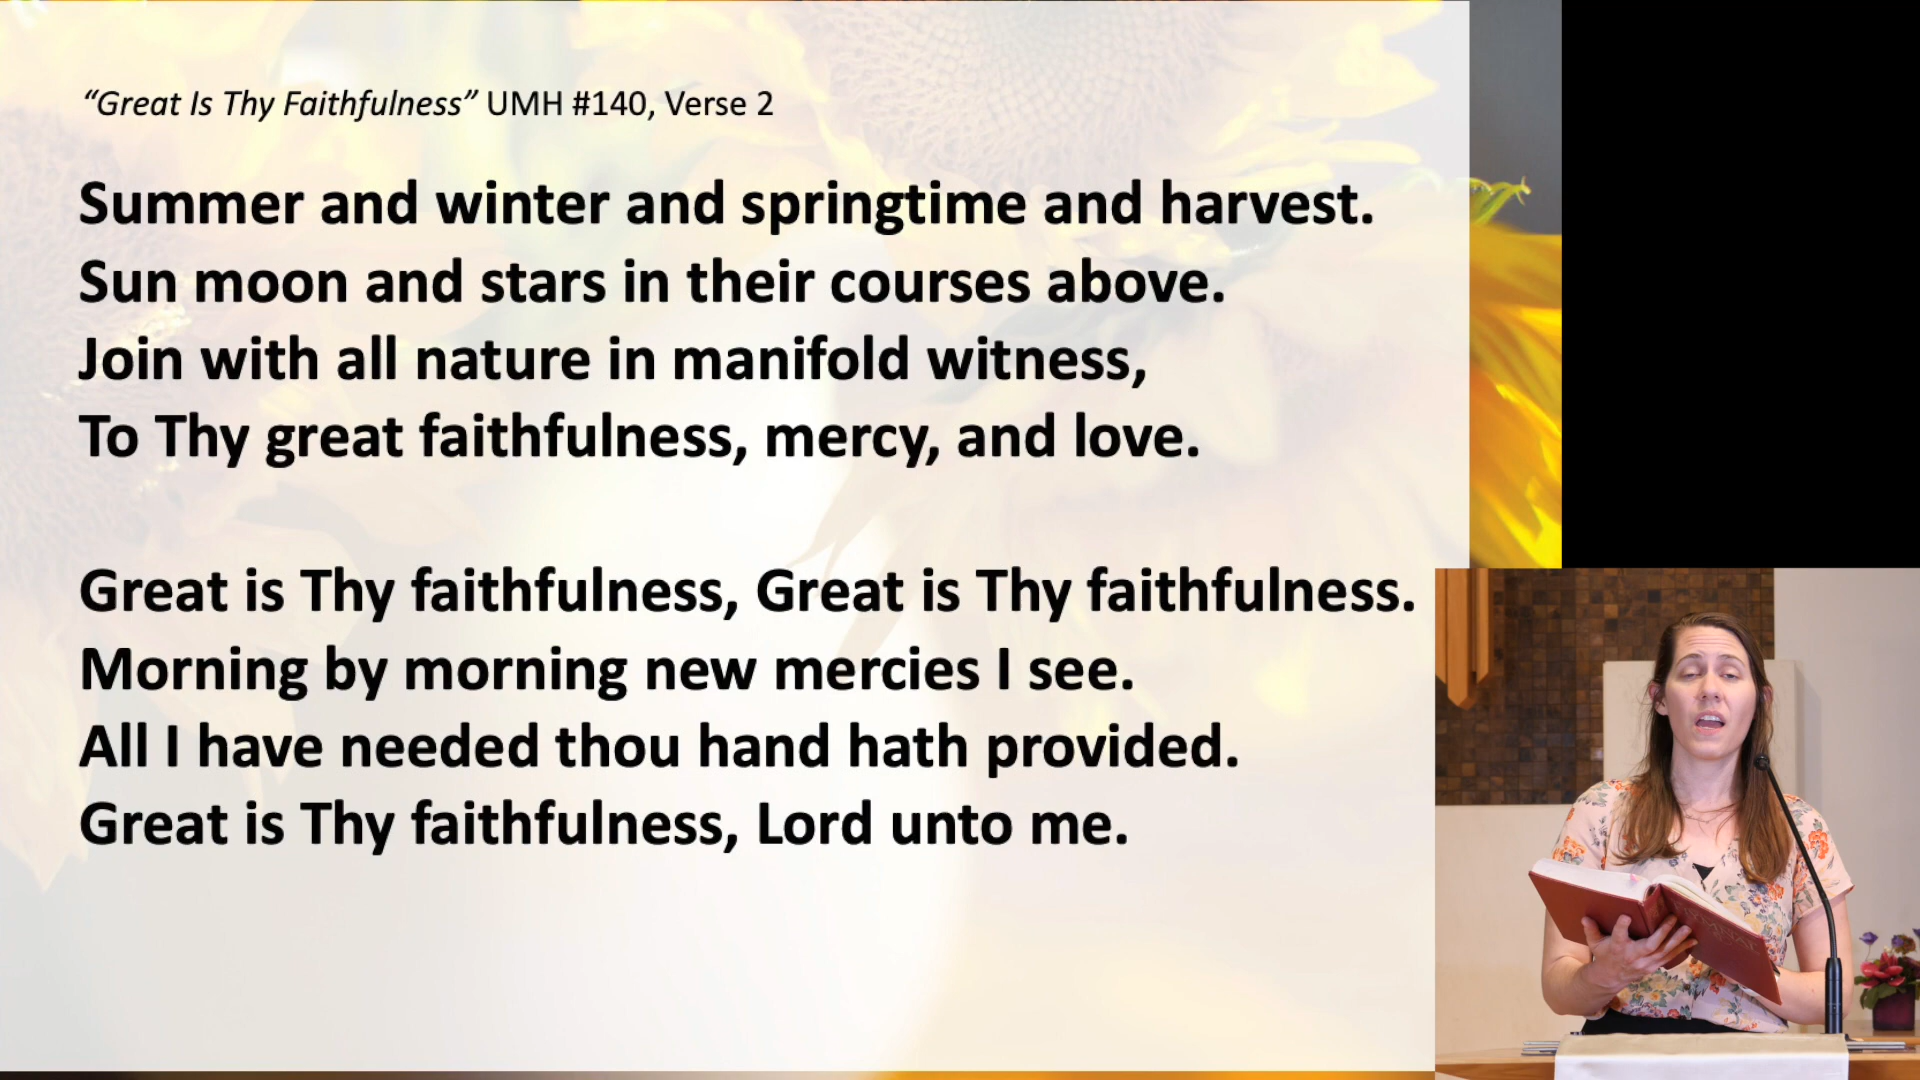 “Great Is Thy Faithfulness” UMH #140, Verse 2
Summer and winter and springtime and harvest.
Sun moon and stars in their courses above.
Join with all nature in manifold witness,
To Thy great faithfulness, mercy, and love.
Great is Thy faithfulness, Great is Thy faithfulness.
Morning by morning new mercies I see.
All I have needed thou hand hath provided.
Great is Thy faithfulness, Lord unto me.